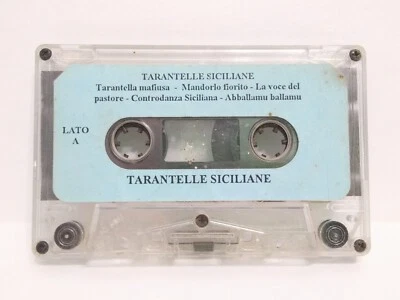 TARANTELLE SICILIANE
Tarantella mafiusa - Mandorlo fiorito - La voce del
pastore - Controdanza Siciliana - Abballamu ballamu
LATO
A
TARANTELLE SICILIANE